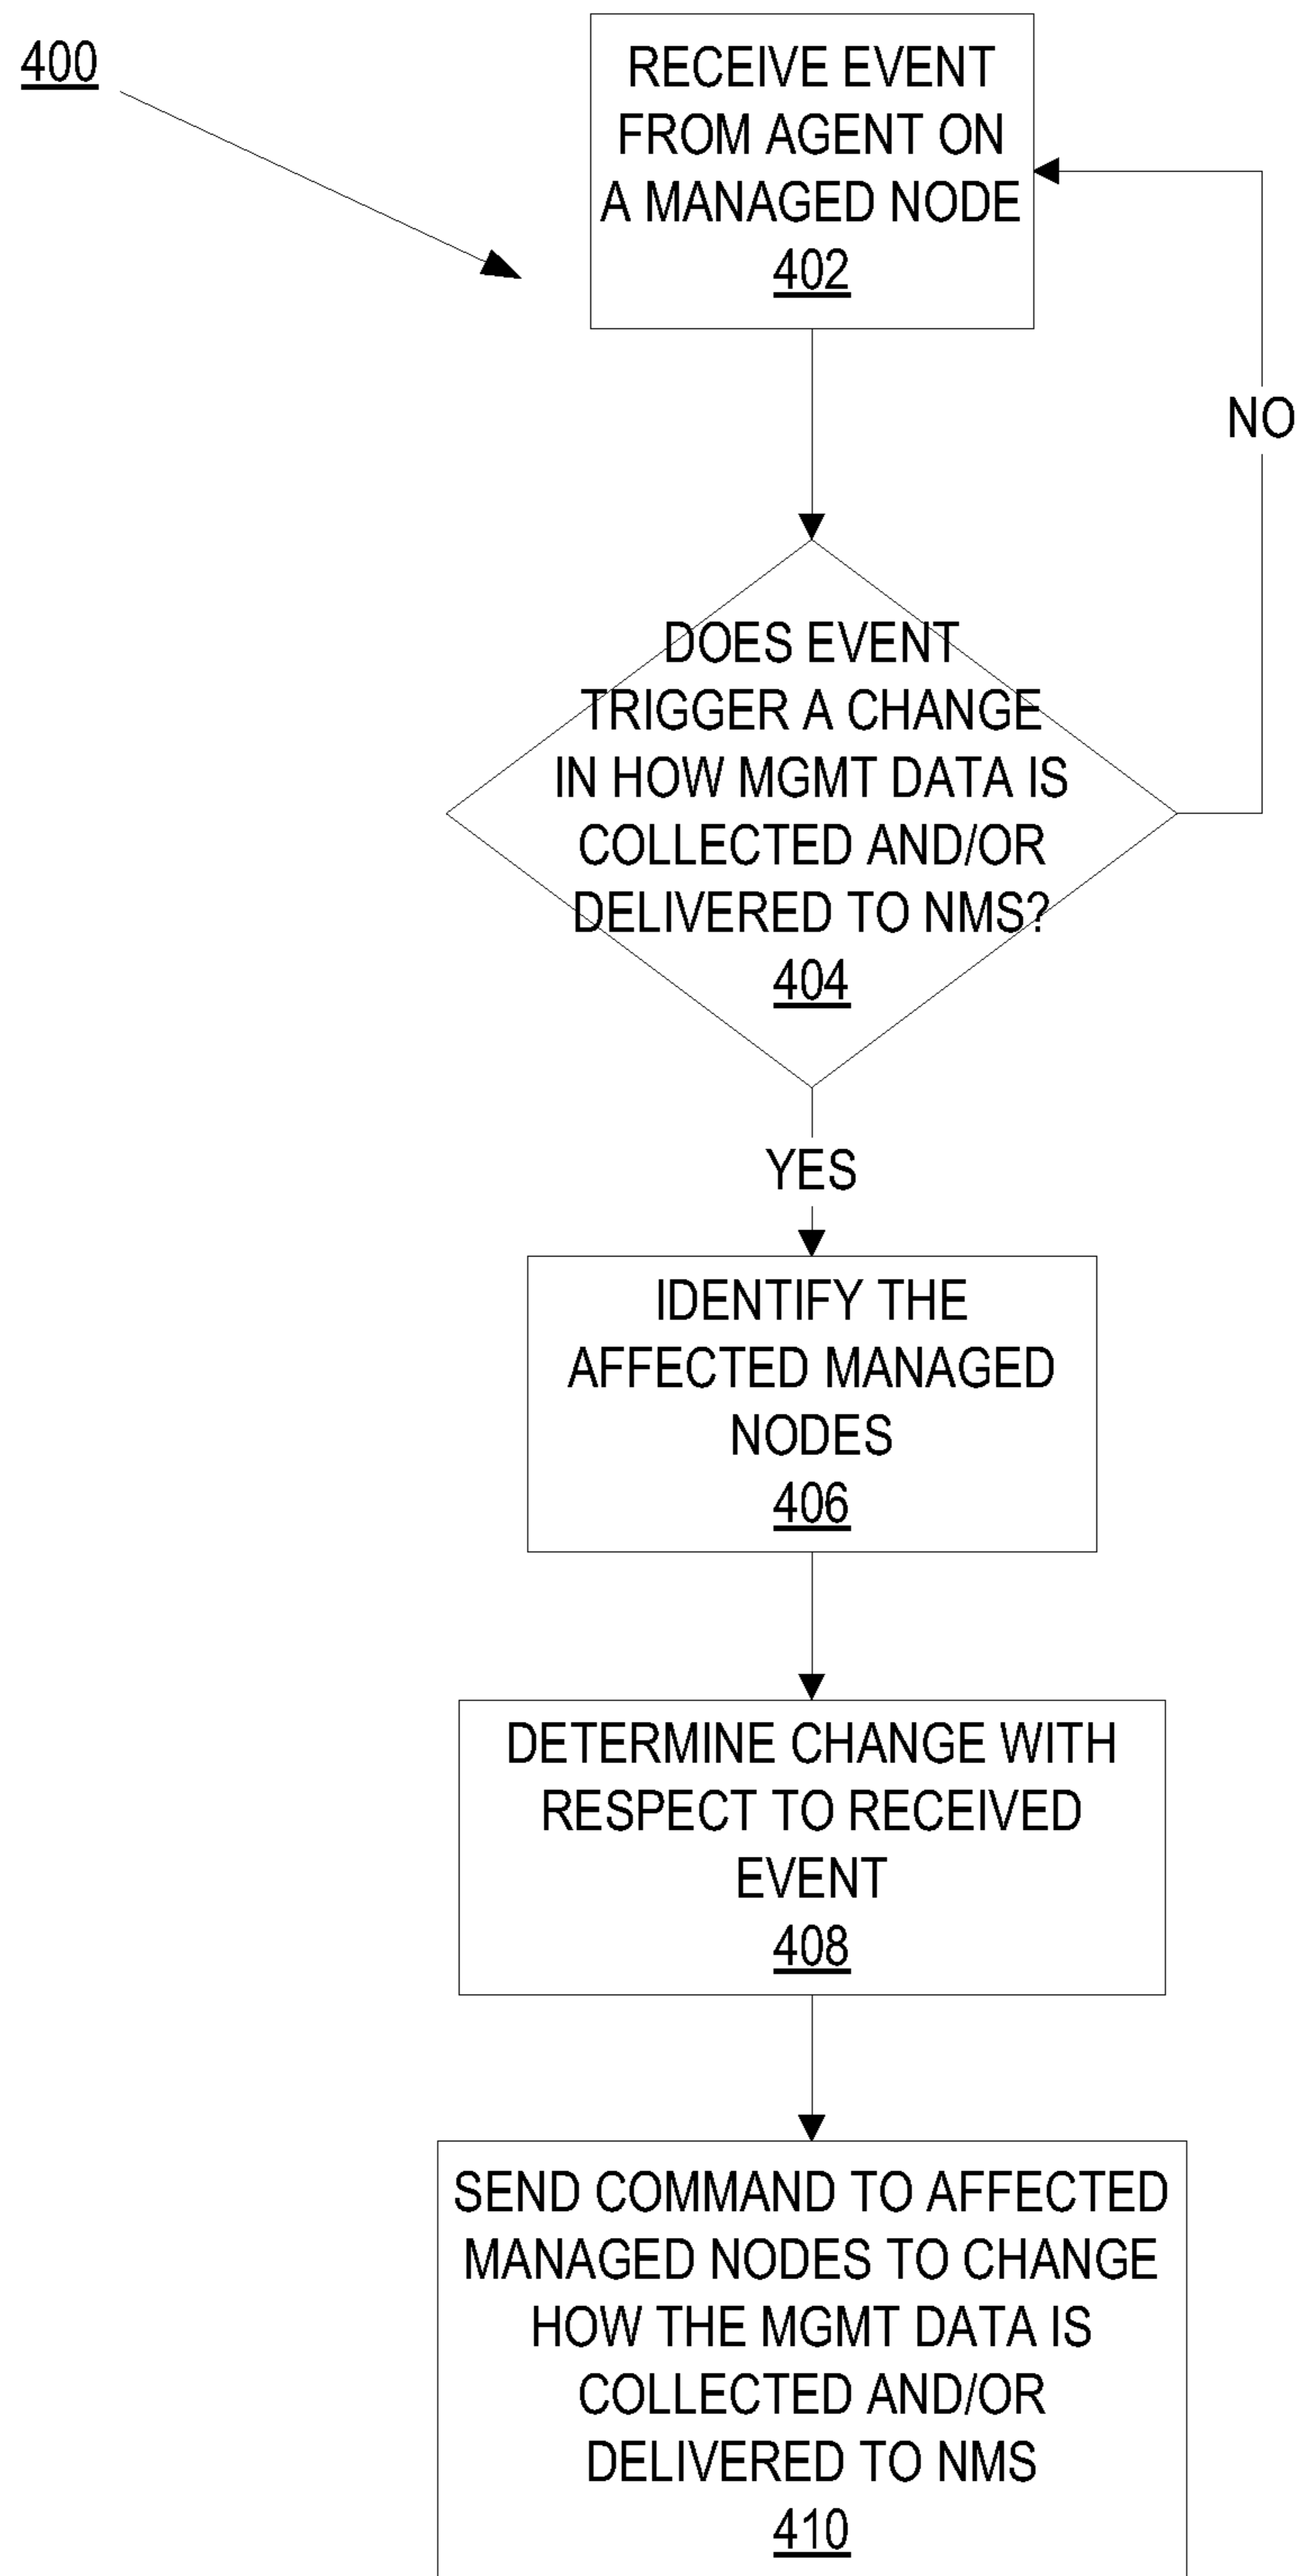 400
RECEIVE EVENT
FROM AGENT ON
A MANAGED NODE
402
NO
DOES EVENT
TRIGGER A CHANGE
IN HOW MGMT DATA IS
COLLECTED AND/OR
DELIVERED TO NMS?
404
YES
IDENTIFY THE
AFFECTED MANAGED
NODES
406
DETERMINE CHANGE WITH
RESPECT TO RECEIVED
EVENT
408
SEND COMMAND TO AFFECTED
MANAGED NODES TO CHANGE
HOW THE MGMT DATA IS
COLLECTED AND/OR
DELIVERED TO NMS
410